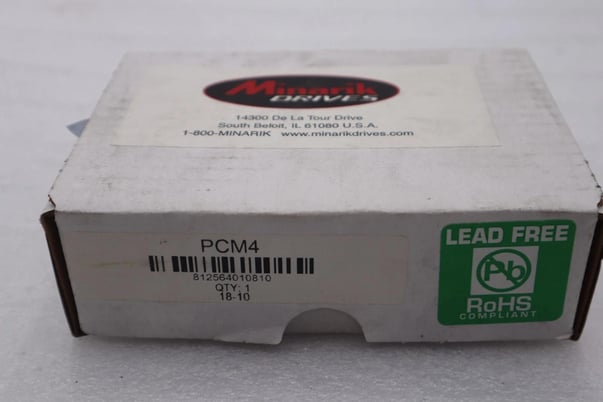 Minarik
DRIVES
14300 De La Tour Drive
South Beloit, IL 61080 U.S.A.
1-800-MINARIK www.minarikdrives.com
PCM4
812564010810
QTY: 1
18-10
LEAD FREE
Pb
RoHS
COMPLIANT